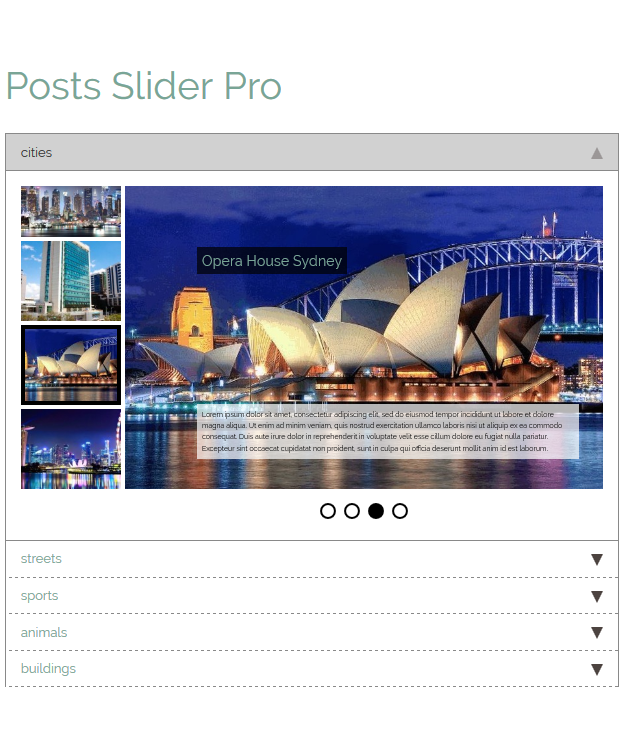 Posts Slider Pro
cities
Opera House Sydney
Lorem ipsum dolor sit amet, consectetur adipiscing elit, sed do eiusmod tempor incididunt ut labore et dolore
magna aliqua. Ut enim ad minim veniam, quis nostrud exercitation ullamco laboris nisi ut aliquip ex ea commodo
consequat. Duis aute irure dolor in reprehenderit in voluptate velit esse cillum dolore eu fugiat nulla pariatur.
Excepteur sint occaecat cupidatat non proident, sunt in culpa qui officia deserunt mollit anim id est laborum.
streets
sports
animals
buildings